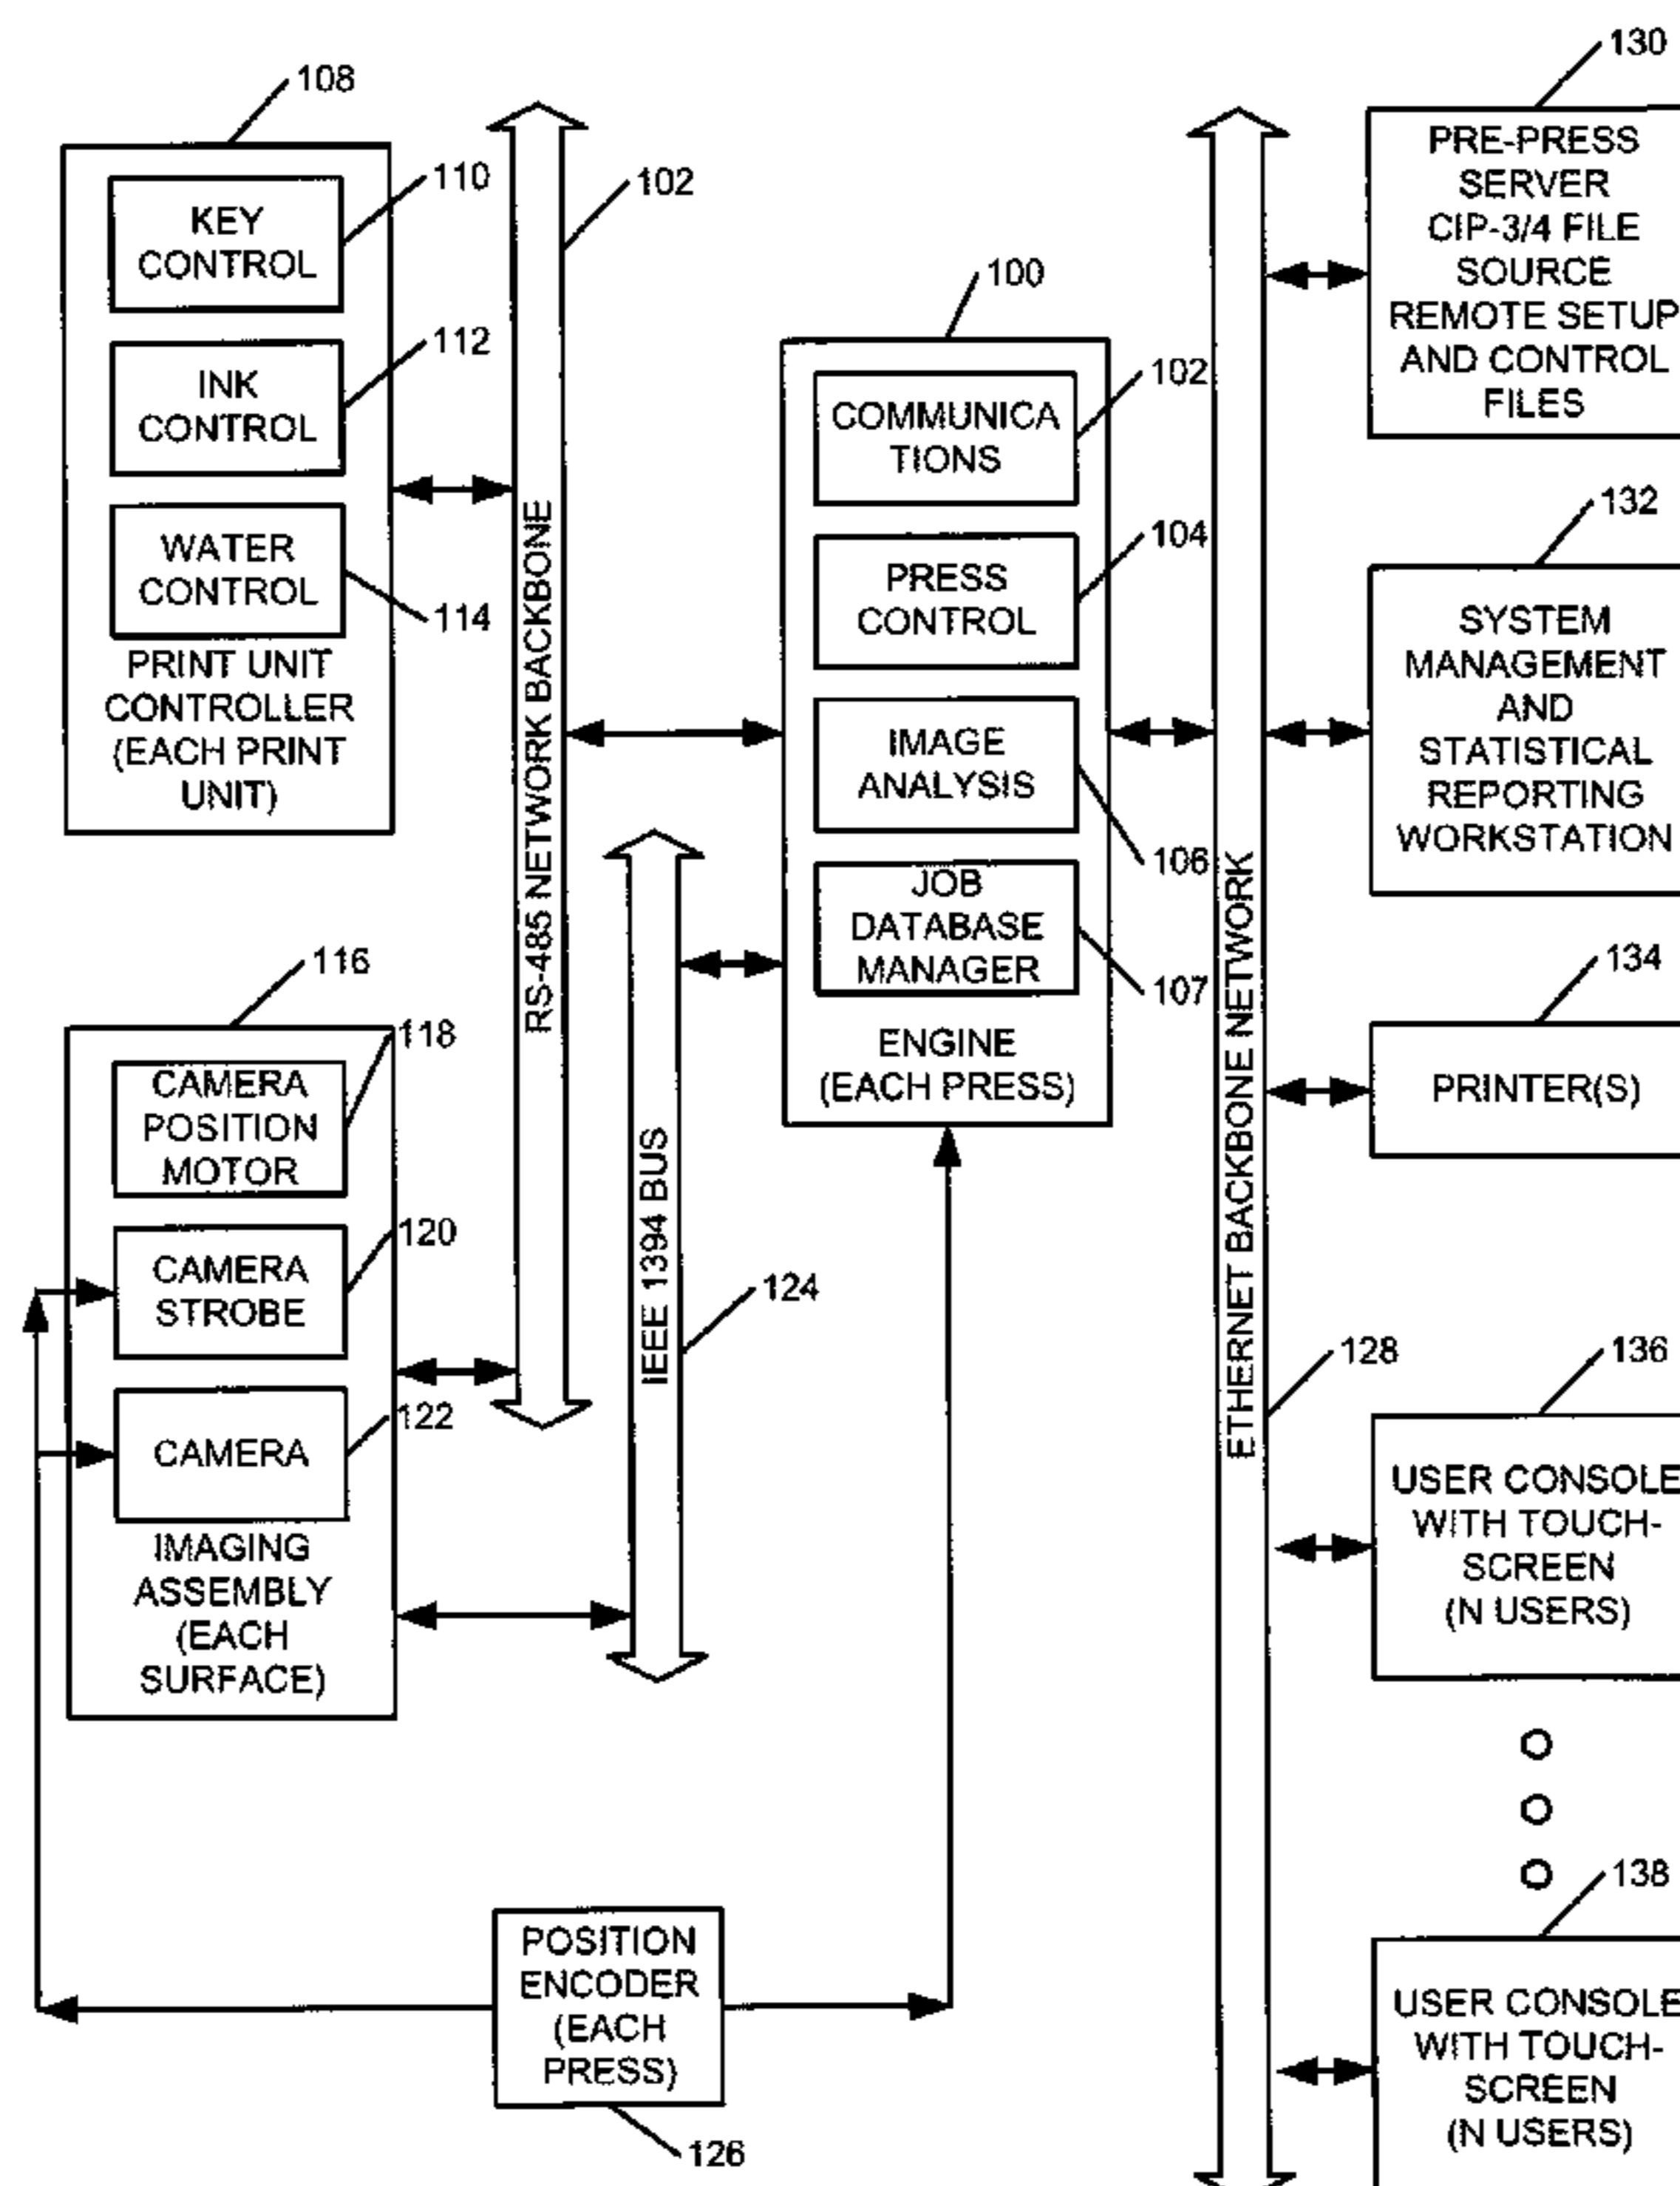 108
110
KEY
CONTROL
112
INK
CONTROL
WATER
CONTROL
114
PRINT UNIT
CONTROLLER
(EACH PRINT
UNIT)
102
RS-485 NETWORK BACKBONE
116
118
CAMERA
POSITION
MOTOR
120
CAMERA
STROBE
122
CAMERA
IMAGING
ASSEMBLY
(EACH
SURFACE)
IEEE 1394 BUS
124
100
102
COMMUNICA
TIONS
104
PRESS
CONTROL
IMAGE
ANALYSIS
106
JOB
DATABASE
MANAGER
107
ENGINE
(EACH PRESS)
POSITION
ENCODER
(EACH
PRESS)
126
ETHERNET BACKBONE NETWORK
128
130
PRE-PRESS
SERVER
CIP-3/4 FILE
SOURCE
REMOTE SETUP
AND CONTROL
FILES
132
SYSTEM
MANAGEMENT
AND
STATISTICAL
REPORTING
WORKSTATION
134
PRINTER(S)
136
USER CONSOLE
WITH TOUCH-
SCREEN
(N USERS)
138
USER CONSOLE
WITH TOUCH-
SCREEN
(N USERS)